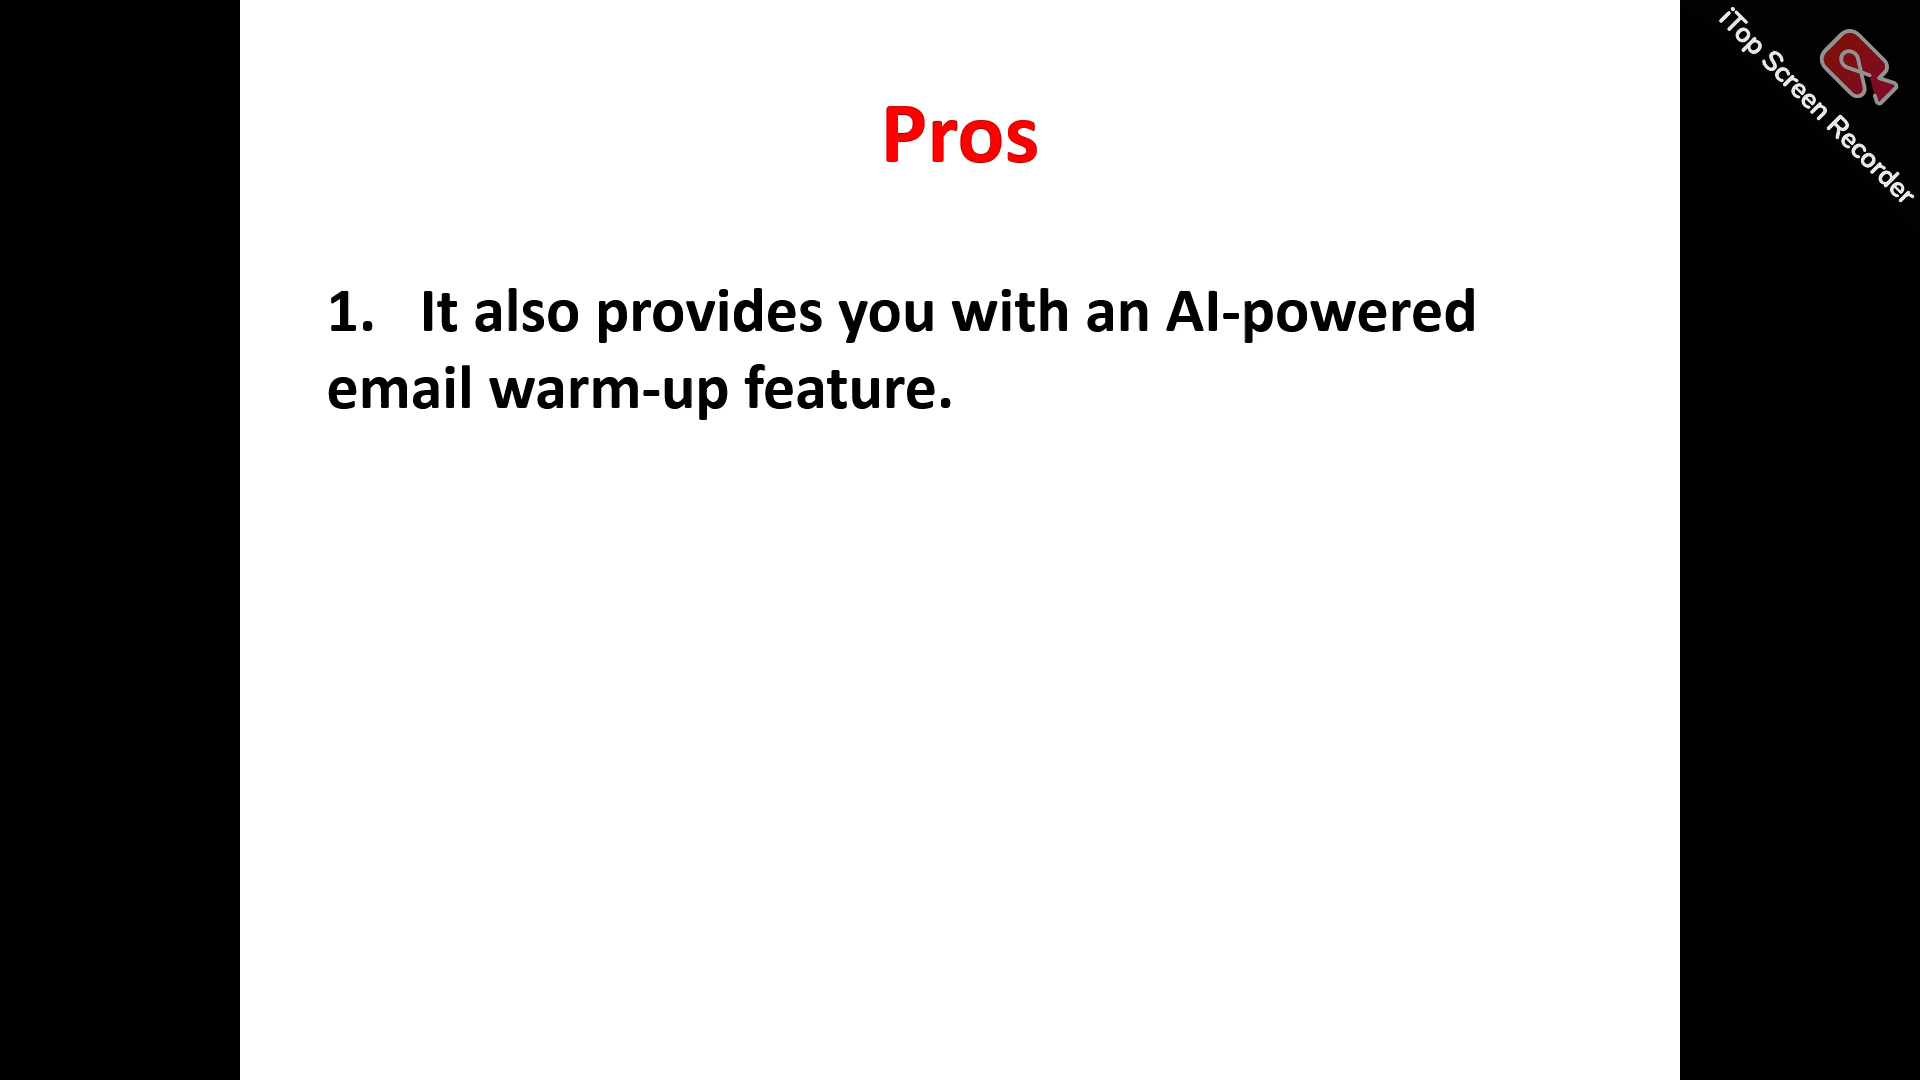 Pros
1. It also provides you with an AI-powered
email warm-up feature.
iTop Screen Recorder